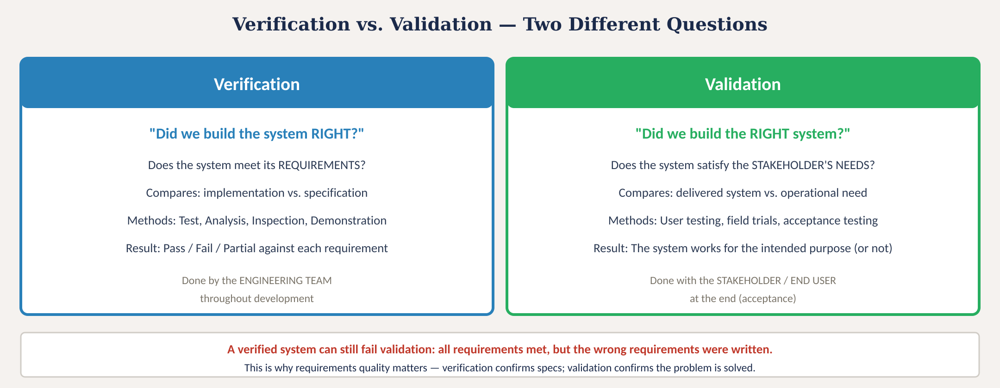 Verification vs. Validation — Two Different Questions
Verification
"Did we build the system RIGHT?"
Does the system meet its REQUIREMENTS?
Compares: implementation vs. specification
Methods: Test, Analysis, Inspection, Demonstration
Result: Pass / Fail / Partial against each requirement
Done by the ENGINEERING TEAM
throughout development
Validation
"Did we build the RIGHT system?"
Does the system satisfy the STAKEHOLDER'S NEEDS?
Compares: delivered system vs. operational need
Methods: User testing, field trials, acceptance testing
Result: The system works for the intended purpose (or not)
Done with the STAKEHOLDER / END USER
at the end (acceptance)
A verified system can still fail validation: all requirements met, but the wrong requirements were written.
This is why requirements quality matters — verification confirms specs; validation confirms the problem is solved.